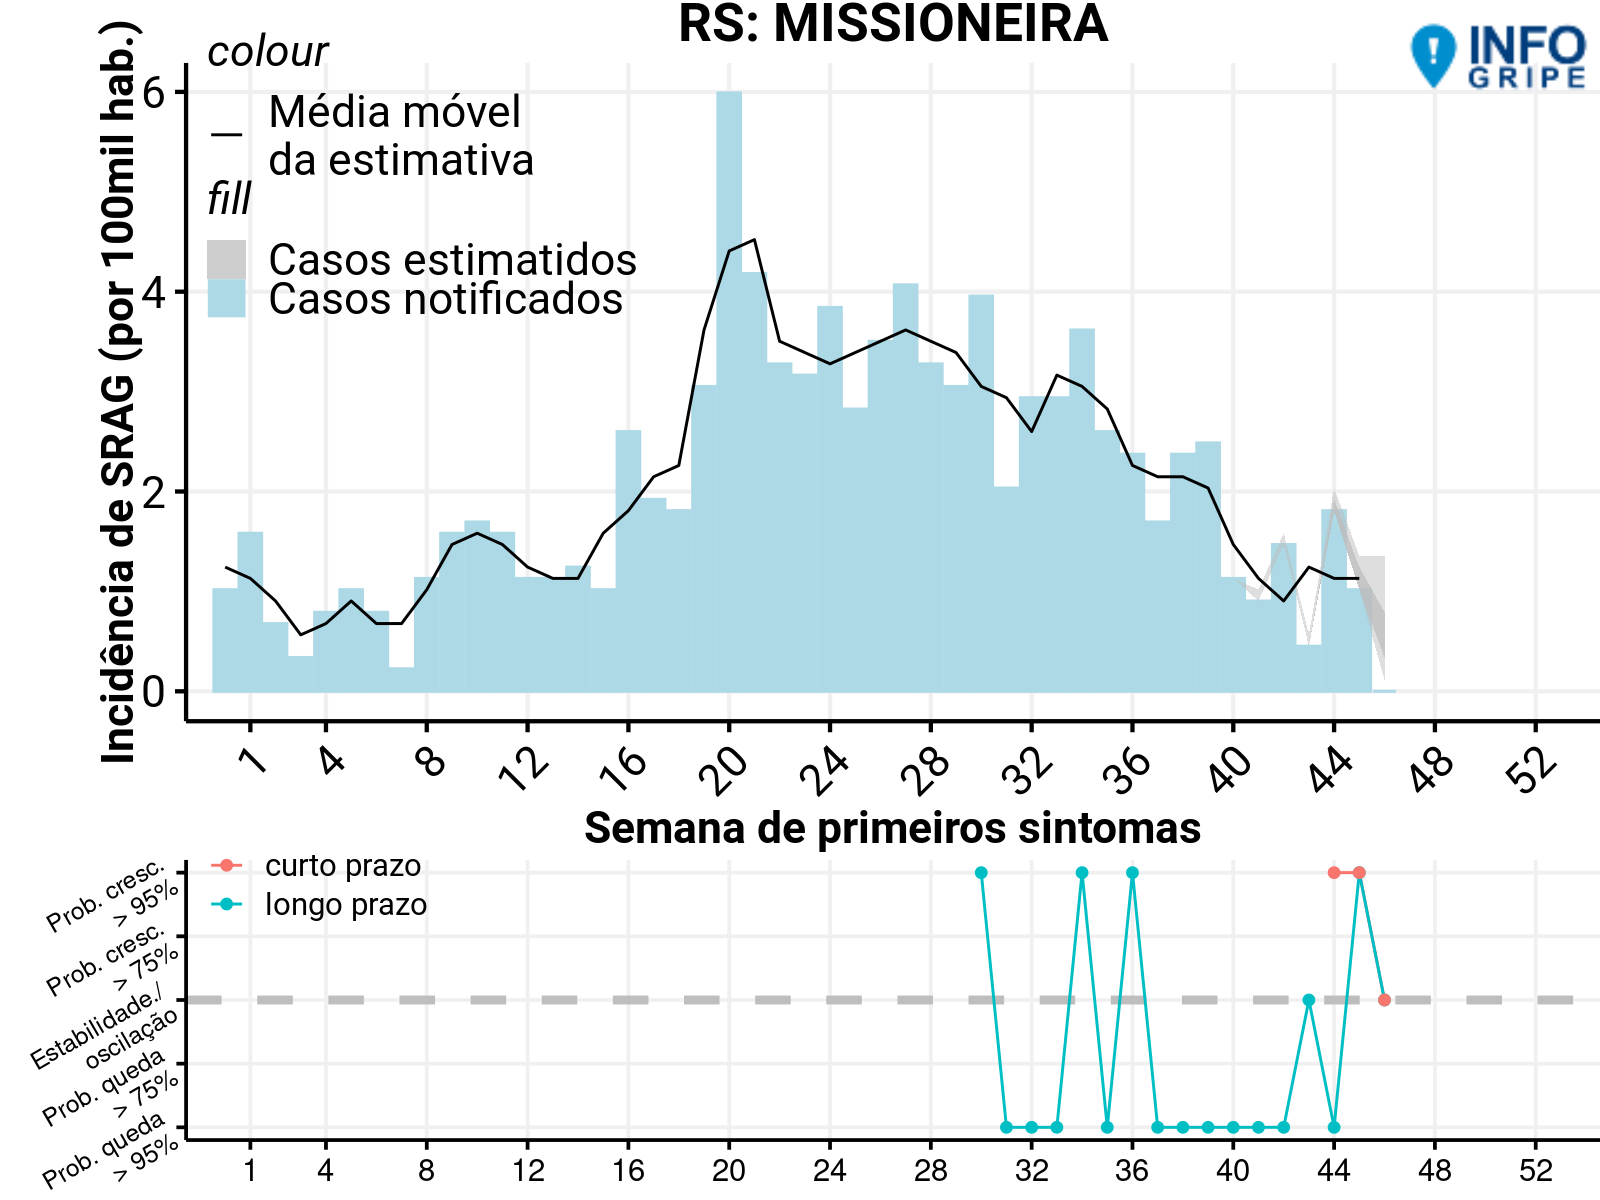 RS: MISSIONEIRA
INFO
GRIPE
Incidência de SRAG (por 100mil hab.)
colour
Média móvel
da estimativa
fill
Casos estimatidos
Casos notificados
6
4
2
0
1 4 8 12 16 20 24 28 32 36 40 44 48 52
Semana de primeiros sintomas
curto prazo
longo prazo
Prob. cresc.
> 95%
Prob. cresc.
> 75%
Estabilidade./
oscilação
Prob. queda
> 75%
Prob. queda
> 95%
1 4 8 12 16 20 24 28 32 36 40 44 48 52